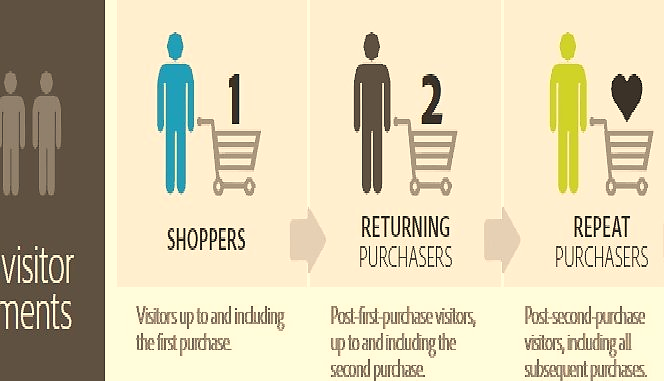 visitor
ments
1
SHOPPERS
Visitors up to and including
the first purchase.
2
RETURNING
PURCHASERS
Post-first-purchase visitors,
up to and including the
second purchase.
REPEAT
PURCHASERS
Post-second-purchase
visitors, including all
subsequent purchases.